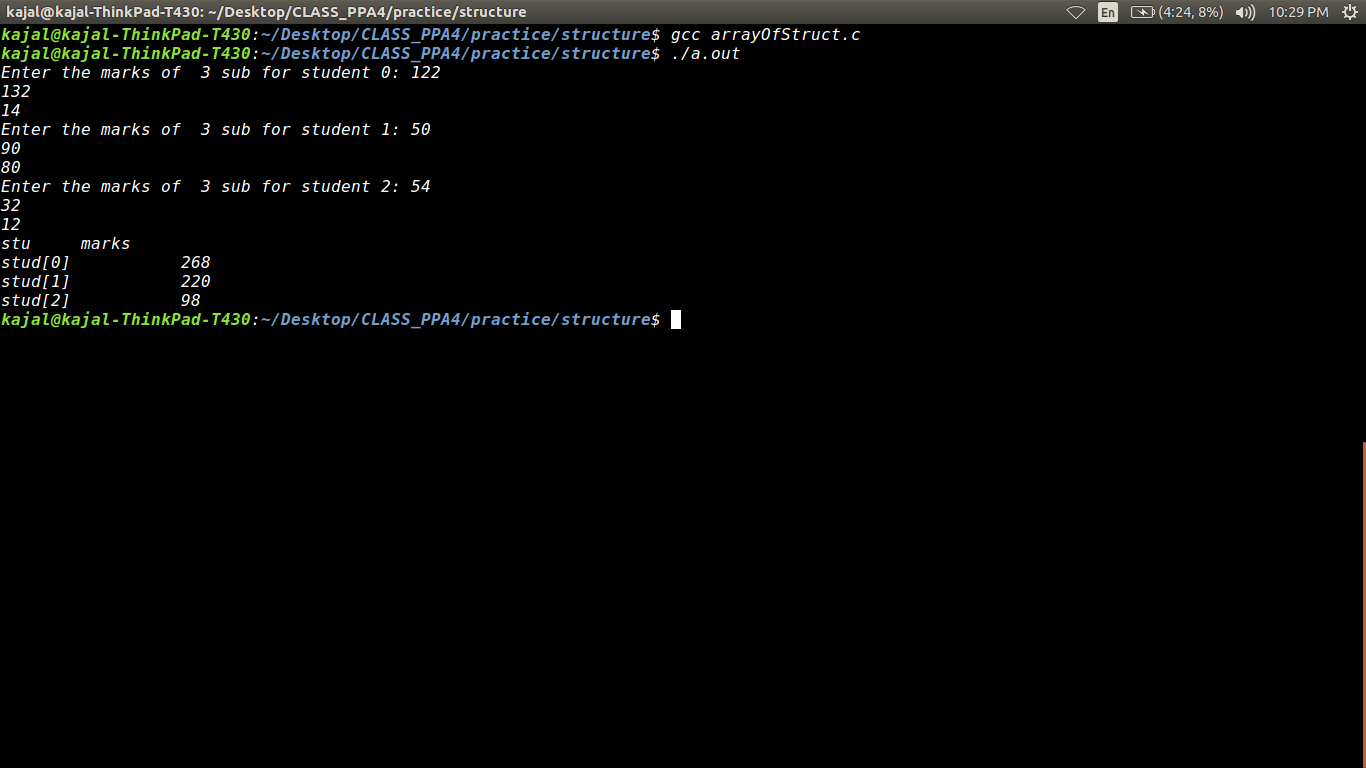 kajal@kajal-ThinkPad-T430: ~/Desktop/CLASS_PPA4/practice/structure En (4:24, 8%) 10:29 PM
kajal@kajal-ThinkPad-T430:~/Desktop/CLASS_PPA4/practice/structure$ gcc arrayOfStruct.c
kajal@kajal-ThinkPad-T430:~/Desktop/CLASS_PPA4/practice/structure$ ./a.out
Enter the marks of  3 sub for student 0: 122
132
14
Enter the marks of  3 sub for student 1: 50
90
80
Enter the marks of  3 sub for student 2: 54
32
12
stu     marks
stud[0]           268
stud[1]           220
stud[2]           98
kajal@kajal-ThinkPad-T430:~/Desktop/CLASS_PPA4/practice/structure$